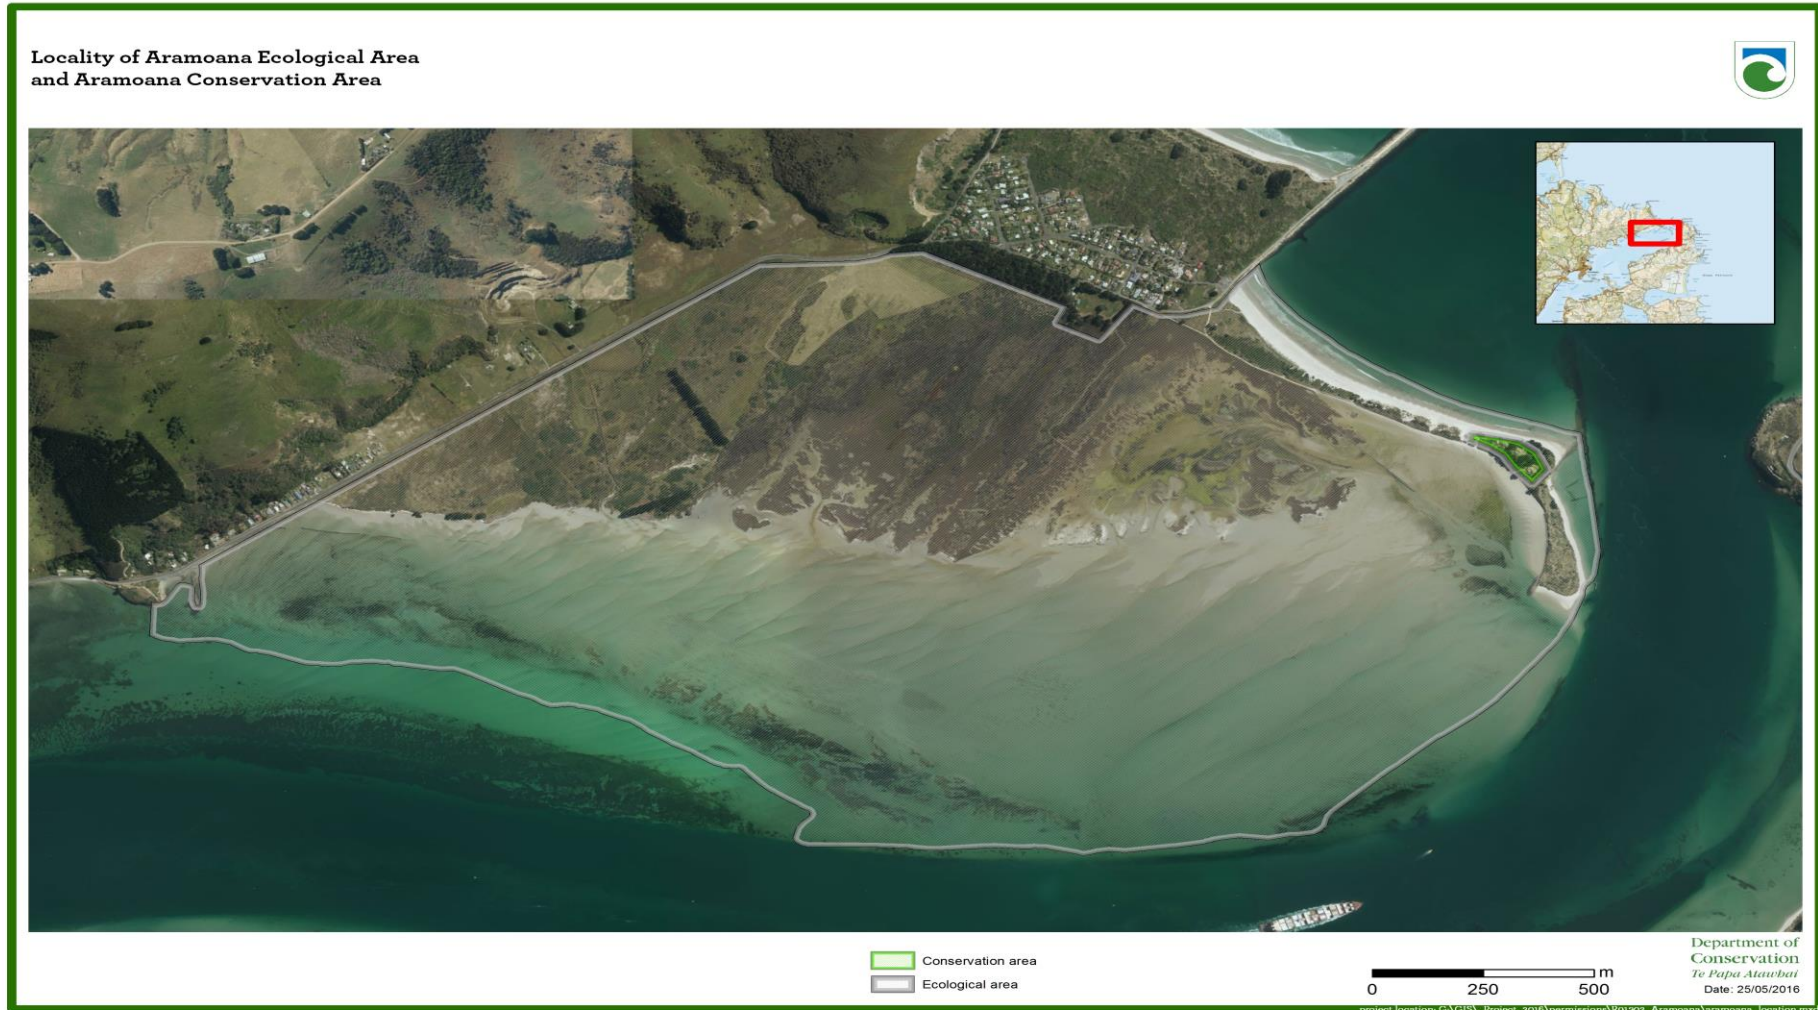 Locality of Aramoana Ecological Area
and Aramoana Conservation Area
Conservation area
Ecological area
m
0 250 500
Department of
Conservation
Te Papa Atawhai
Date: 25/05/2016